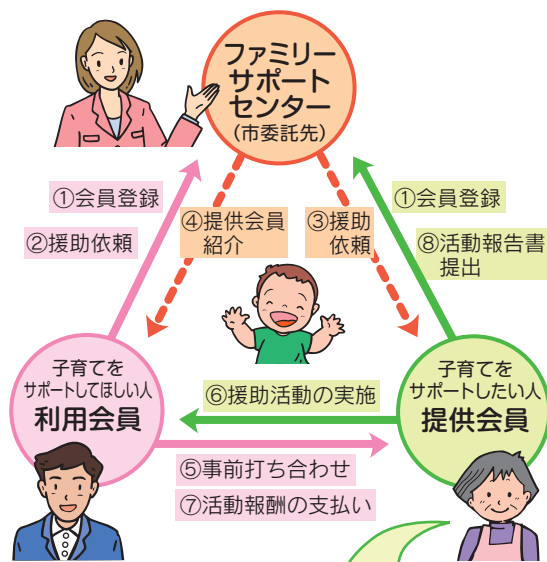 ファミリー
サポート
センター
(市委託先)
①会員登録
②援助依頼
④提供会員
紹介
③援助
依頼
①会員登録
⑧活動報告書
提出
子育てを
サポートしてほしい人
利用会員
⑥援助活動の実施
子育てを
サポートしたい人
提供会員
⑤事前打ち合わせ
⑦活動報酬の支払い